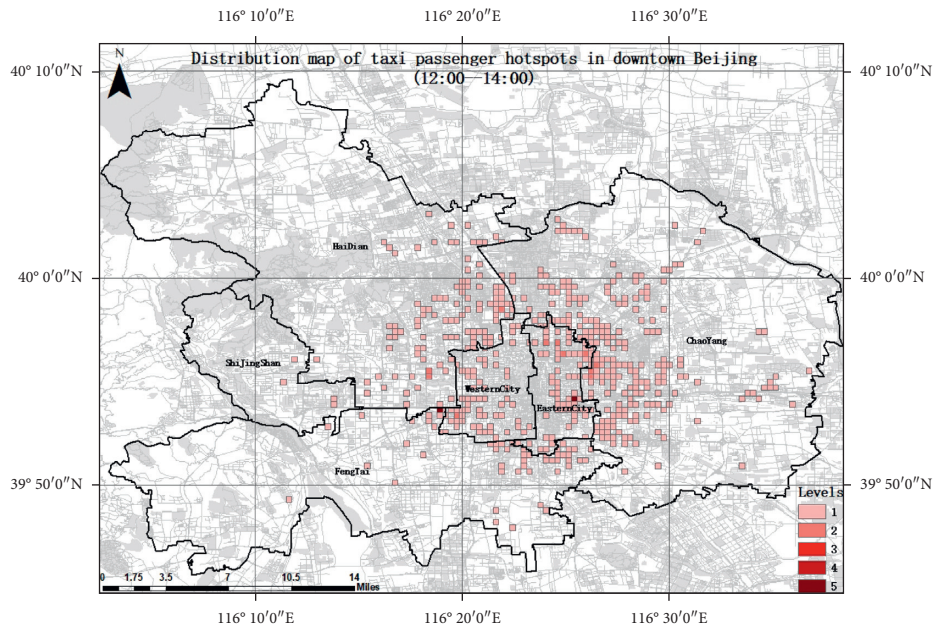 116° 10′0″E 116° 20′0″E 116° 30′0″E
Distribution map of taxi passenger hotspots in downtown Beijing
(12:00—14:00)
N
40° 10′0″N 40° 10′0″N
HaiDian
40° 0′0″N 40° 0′0″N
ChaoYang
ShiJingShan
WesternCity
EasternCity
FengTai
39° 50′0″N 39° 50′0″N
Levels
1
2
3
4
5
0 1.75 3.5 7 10.5 14
Miles
116° 10′0″E 116° 20′0″E 116° 30′0″E